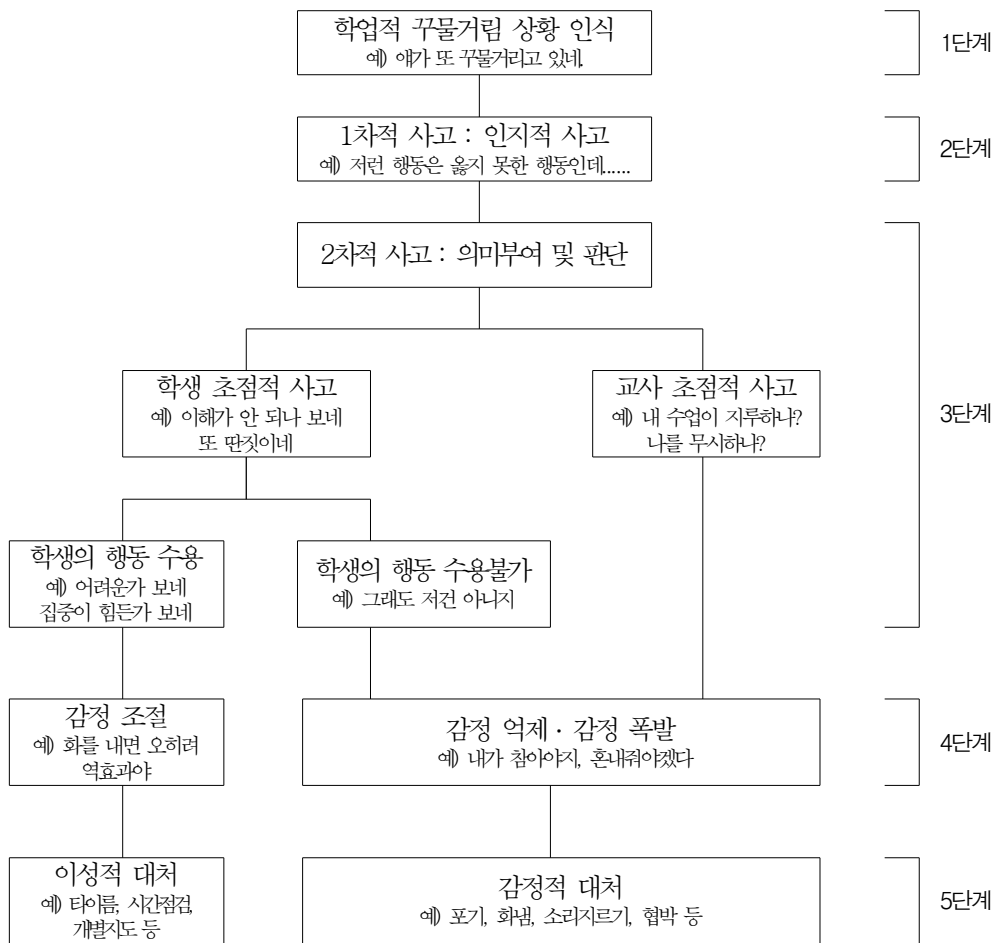 학업적 꾸물거림 상황 인식
예) 얘가 또 꾸물거리고 있네.
1단계
1차적 사고 : 인지적 사고
예) 저런 행동은 옳지 못한 행동인데......
2단계
2차적 사고 : 의미부여 및 판단
학생 초점적 사고
예) 이해가 안 되나 보네
또 딴짓이네
교사 초점적 사고
예) 내 수업이 지루하나?
나를 무시하나?
3단계
학생의 행동 수용
예) 어려운가 보네
집중이 힘든가 보네
학생의 행동 수용불가
예) 그래도 저건 아니지
감정 조절
예) 화를 내면 오히려
역효과야
감정 억제 · 감정 폭발
예) 내가 참아야지, 혼내줘야겠다
4단계
이성적 대처
예) 타이름, 시간점검,
개별지도 등
감정적 대처
예) 포기, 화냄, 소리지르기, 협박 등
5단계